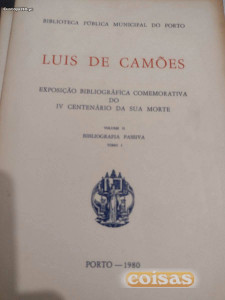 BIBLIOTECA PÚBLICA MUNICIPAL DO PORTO
LUIS DE CAMÕES
EXPOSIÇÃO BIBLIOGRÁFICA COMEMORATIVA
DO
IV CENTENÁRIO DA SUA MORTE
VOLUME II
BIBLIOGRAFIA PASSIVA
TOMO I
PORTO — 1980
coisas